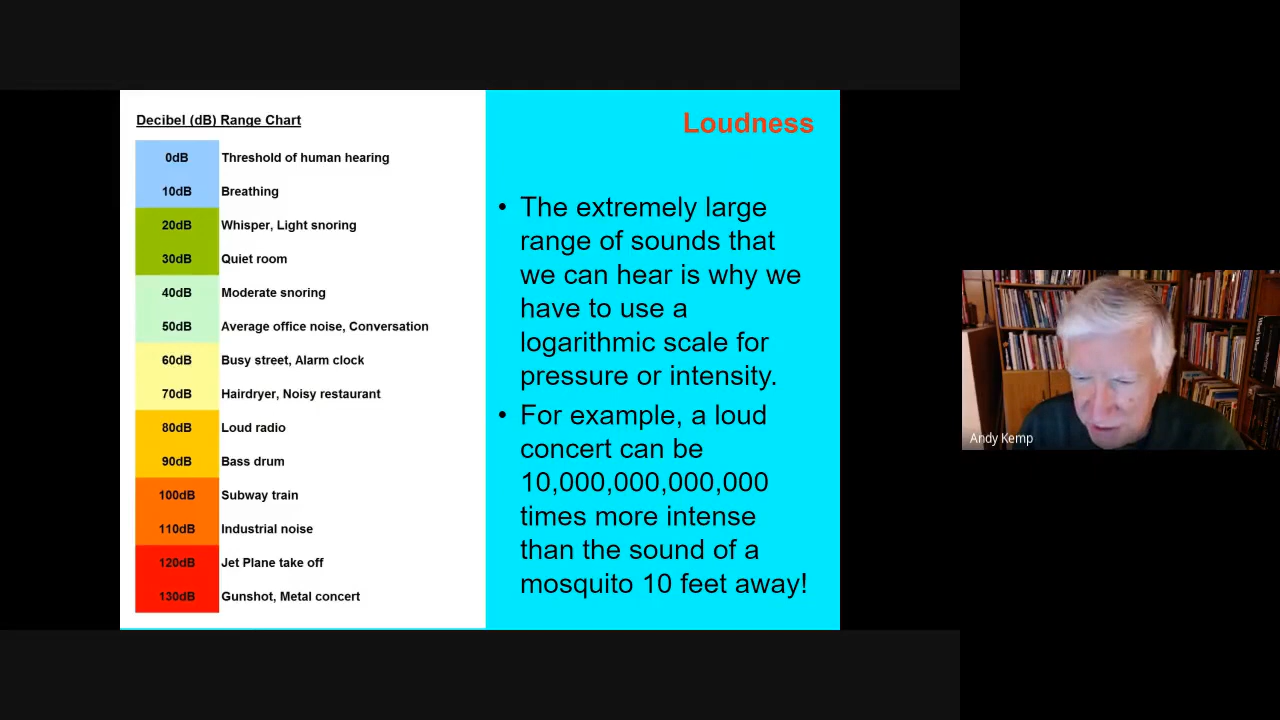 Decibel (dB) Range Chart
0dB Threshold of human hearing
10dB Breathing
20dB Whisper, Light snoring
30dB Quiet room
40dB Moderate snoring
50dB Average office noise, Conversation
60dB Busy street, Alarm clock
70dB Hairdryer, Noisy restaurant
80dB Loud radio
90dB Bass drum
100dB Subway train
110dB Industrial noise
120dB Jet Plane take off
130dB Gunshot, Metal concert
Loudness
• The extremely large
range of sounds that
we can hear is why we
have to use a
logarithmic scale for
pressure or intensity.
• For example, a loud
concert can be
10,000,000,000,000
times more intense
than the sound of a
mosquito 10 feet away!
Andy Kemp